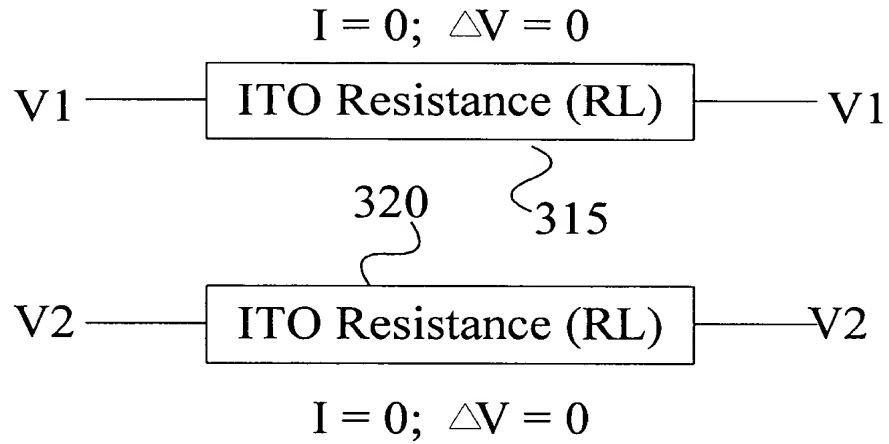 I = 0; △V = 0
V1 ITO Resistance (RL) V1
320 315
V2 ITO Resistance (RL) V2
I = 0; △V = 0